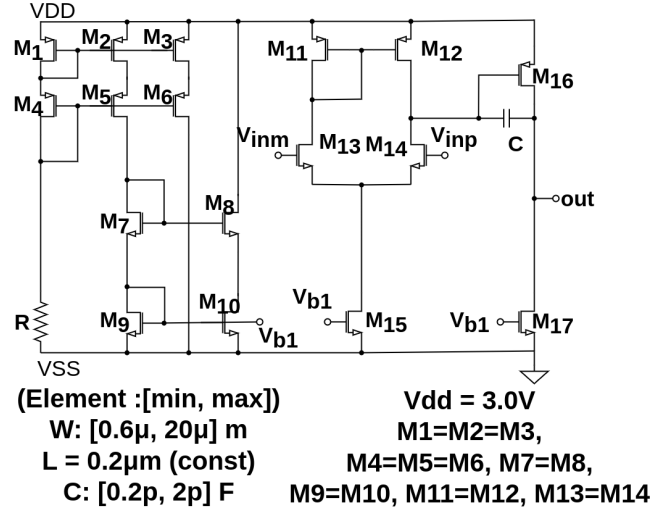 VDD
M1 M2 M3 M11 M12
M16
M4 M5 M6
Vinm M13 M14 Vinp
C
M8
M7
out
Vb1
R M9 M10 M15 Vb1 M17
Vb1
VSS
(Element :[min, max])
W: [0.6μ, 20μ] m
L = 0.2μm (const)
C: [0.2p, 2p] F
Vdd = 3.0V
M1=M2=M3,
M4=M5=M6, M7=M8,
M9=M10, M11=M12, M13=M14